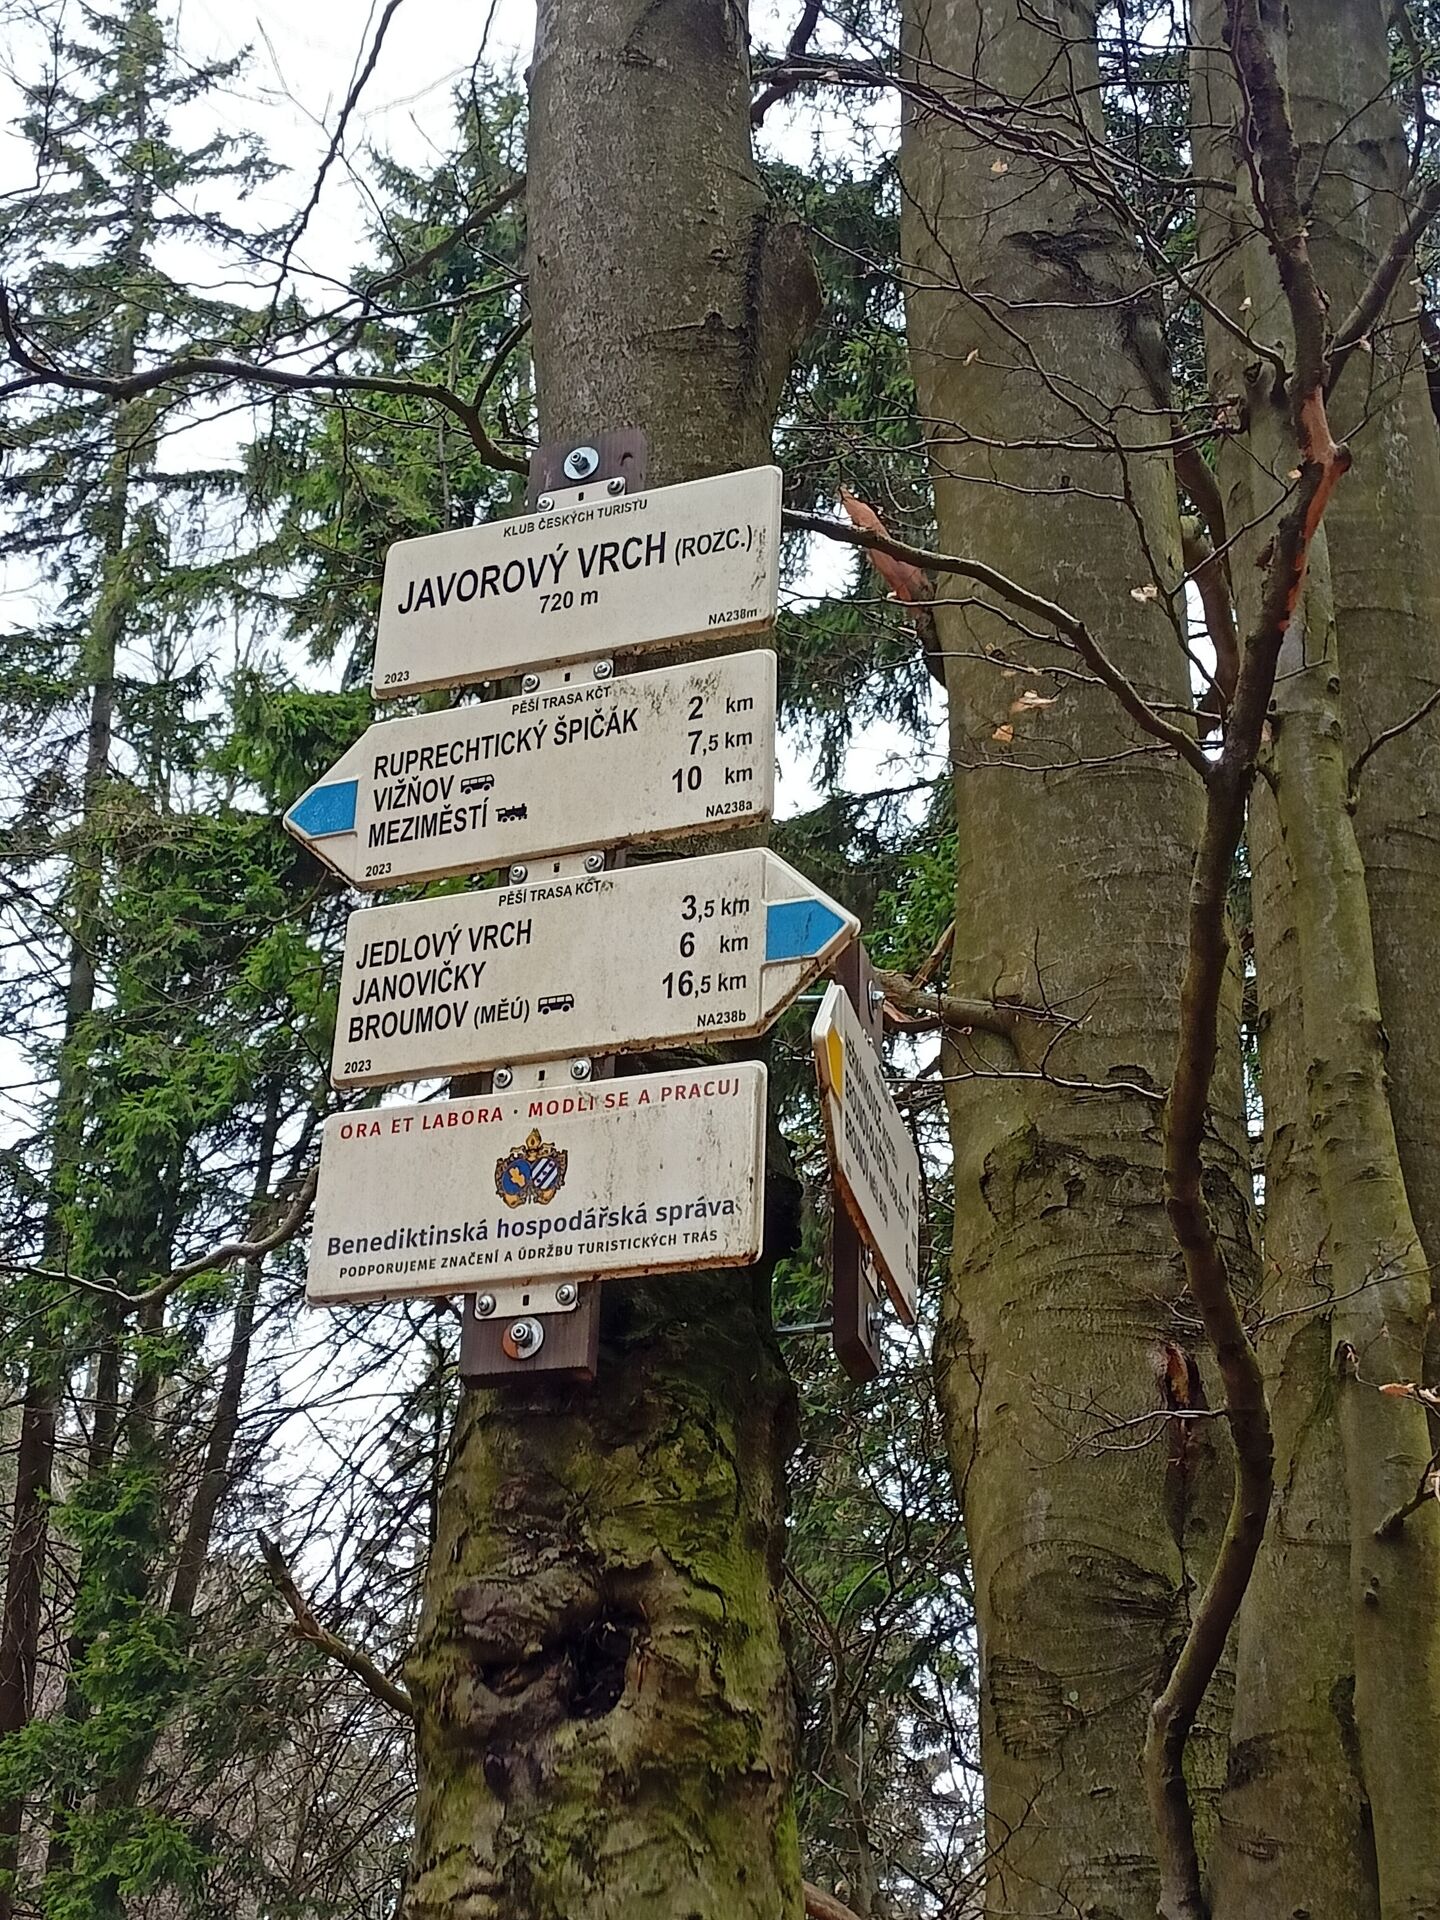 KLUB ČESKÝCH TURISTŮ
JAVOROVÝ VRCH (ROZC.)
720 m
NA238m
2023
PĚŠÍ TRASA KČT
RUPRECHTICKÝ ŠPIČÁK 2 km
VIŽŇOV 7,5 km
MEZIMĚSTÍ 10 km
NA238a
2023
PĚŠÍ TRASA KČT
JEDLOVÝ VRCH 3,5 km
JANOVIČKY 6 km
BROUMOV (MĚÚ) 16,5 km
NA238b
2023
ORA ET LABORA · MODLI SE A PRACUJ
Benediktinská hospodářská správa
PODPORUJEME ZNAČENÍ A ÚDRŽBU TURISTICKÝCH TRAS